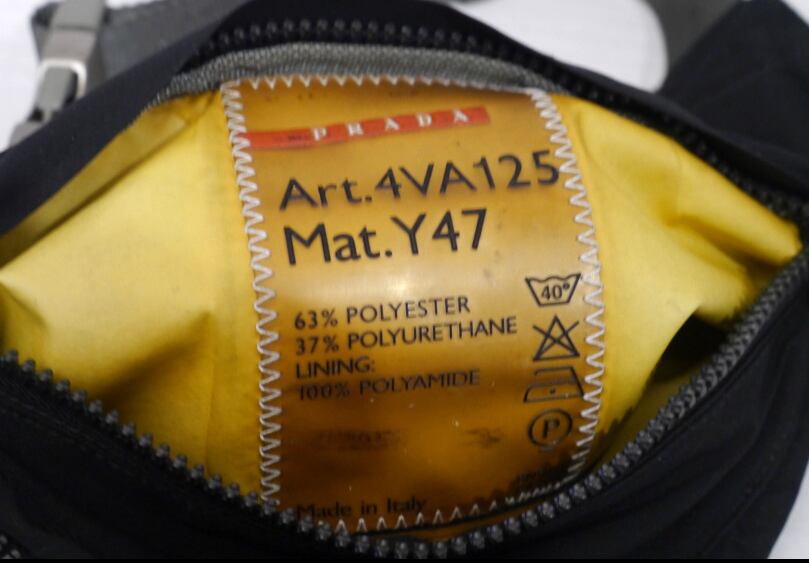 PRADA
Art.4VA125
Mat.Y47
40°
63% POLYESTER
37% POLYURETHANE
LINING:
100% POLYAMIDE
P
Made in Italy